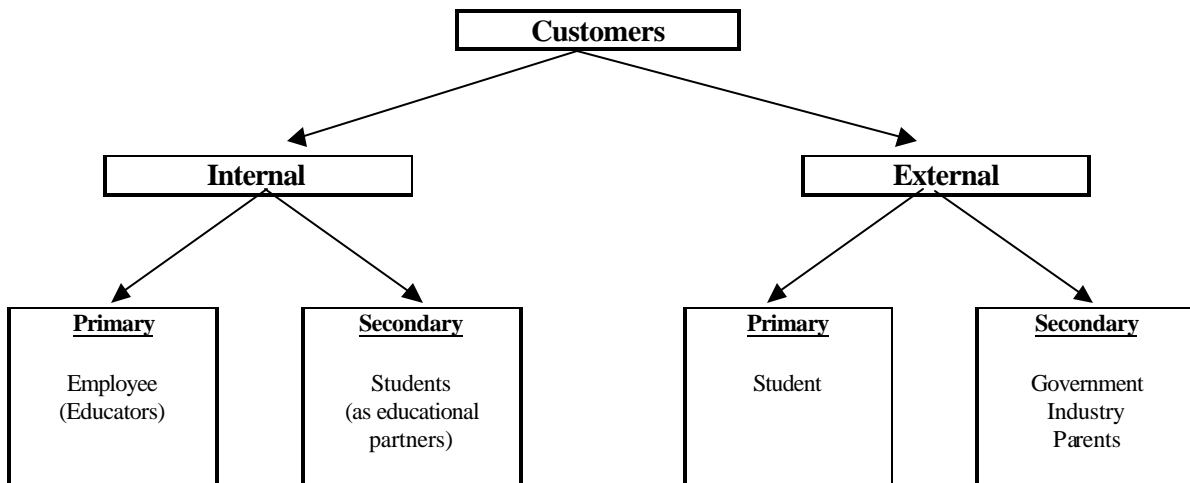 Customers
Internal
External
Primary
Employee
(Educators)
Secondary
Students
(as educational
partners)
Primary
Student
Secondary
Government
Industry
Parents